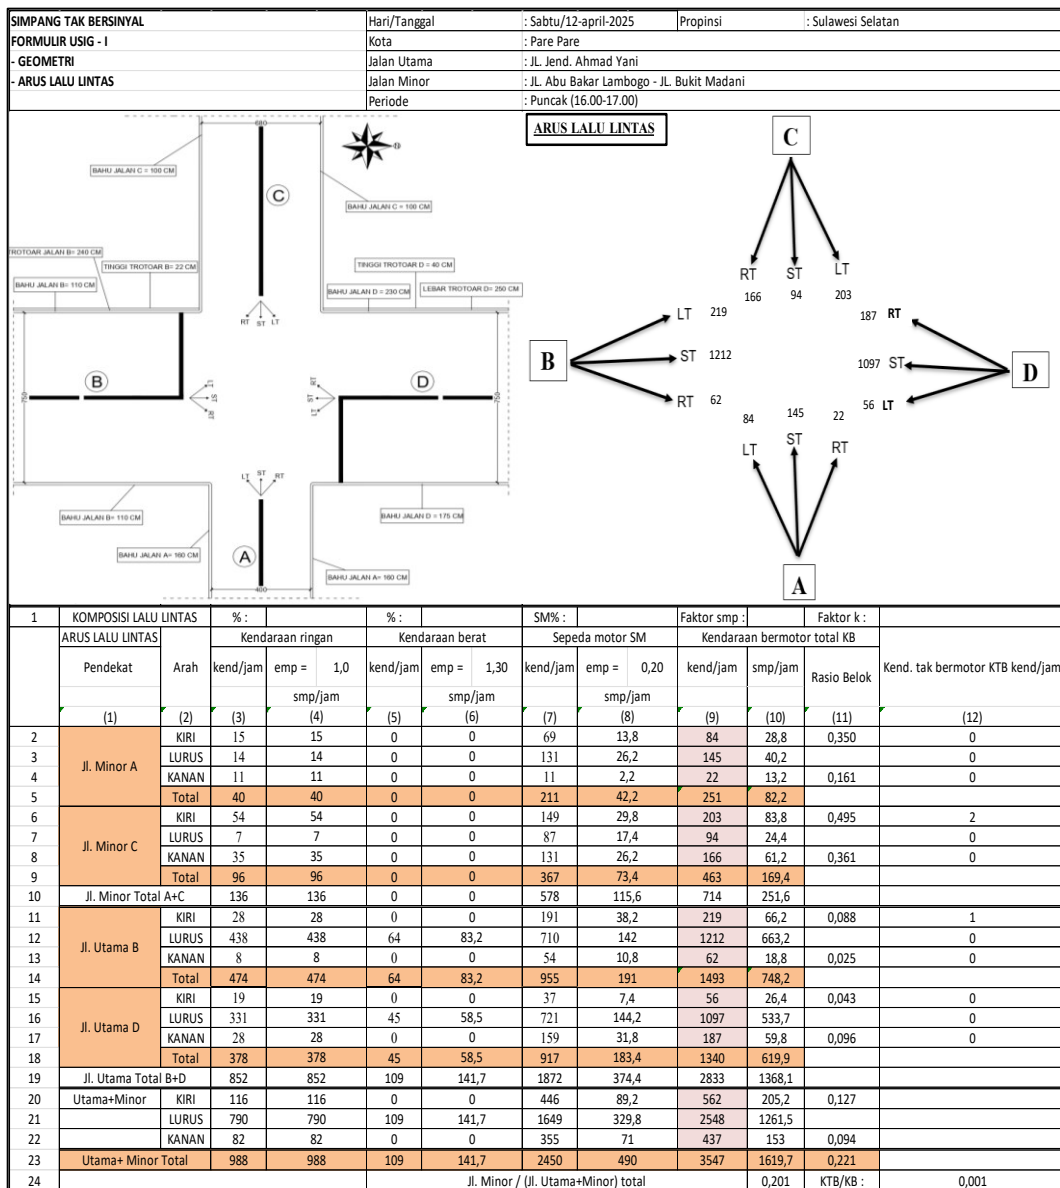 SIMPANG TAK BERSINYAL Hari/Tanggal : Sabtu/12-april-2025 Propinsi : Sulawesi Selatan
FORMULIR USIG - I Kota : Pare Pare
- GEOMETRI Jalan Utama : JL. Jend. Ahmad Yani
- ARUS LALU LINTAS Jalan Minor : JL. Abu Bakar Lambogo - JL. Bukit Madani
Periode : Puncak (16.00-17.00)
680
BAHU JALAN C = 100 CM
C
BAHU JALAN C = 100 CM
TROTOAR JALAN B= 240 CM
TINGGI TROTOAR B= 22 CM
BAHU JALAN B= 110 CM
TINGGI TROTOAR D = 40 CM
BAHU JALAN D = 230 CM
LEBAR TROTOAR D= 250 CM
RT ST LT
750
B
LT
ST
RT
RT
ST
LT
D
750
LT ST RT
BAHU JALAN B= 110 CM
BAHU JALAN D = 175 CM
BAHU JALAN A= 160 CM
A
BAHU JALAN A= 160 CM
400
ARUS LALU LINTAS
C
RT ST LT
166 94 203
LT 219
187 RT
B
ST 1212
1097 ST
D
RT 62
56 LT
84 145 22
LT ST RT
A
1 KOMPOSISI LALU LINTAS % : % : SM% : Faktor smp : Faktor k :
ARUS LALU LINTAS Kendaraan ringan Kendaraan berat Sepeda motor SM Kendaraan bermotor total KB
Pendekat Arah kend/jam emp = 1,0 kend/jam emp = 1,30 kend/jam emp = 0,20 kend/jam smp/jam Rasio Belok Kend. tak bermotor KTB kend/jam
smp/jam smp/jam smp/jam
(1) (2) (3) (4) (5) (6) (7) (8) (9) (10) (11) (12)
2 Jl. Minor A KIRI 15 15 0 0 69 13,8 84 28,8 0,350 0
3 LURUS 14 14 0 0 131 26,2 145 40,2 0
4 KANAN 11 11 0 0 11 2,2 22 13,2 0,161 0
5 Total 40 40 0 0 211 42,2 251 82,2
6 Jl. Minor C KIRI 54 54 0 0 149 29,8 203 83,8 0,495 2
7 LURUS 7 7 0 0 87 17,4 94 24,4 0
8 KANAN 35 35 0 0 131 26,2 166 61,2 0,361 0
9 Total 96 96 0 0 367 73,4 463 169,4
10 Jl. Minor Total A+C 136 136 0 0 578 115,6 714 251,6
11 Jl. Utama B KIRI 28 28 0 0 191 38,2 219 66,2 0,088 1
12 LURUS 438 438 64 83,2 710 142 1212 663,2 0
13 KANAN 8 8 0 0 54 10,8 62 18,8 0,025 0
14 Total 474 474 64 83,2 955 191 1493 748,2
15 Jl. Utama D KIRI 19 19 0 0 37 7,4 56 26,4 0,043 0
16 LURUS 331 331 45 58,5 721 144,2 1097 533,7 0
17 KANAN 28 28 0 0 159 31,8 187 59,8 0,096 0
18 Total 378 378 45 58,5 917 183,4 1340 619,9
19 Jl. Utama Total B+D 852 852 109 141,7 1872 374,4 2833 1368,1
20 Utama+Minor KIRI 116 116 0 0 446 89,2 562 205,2 0,127
21 LURUS 790 790 109 141,7 1649 329,8 2548 1261,5
22 KANAN 82 82 0 0 355 71 437 153 0,094
23 Utama+ Minor Total 988 988 109 141,7 2450 490 3547 1619,7 0,221
24 Jl. Minor / (Jl. Utama+Minor) total 0,201 KTB/KB : 0,001